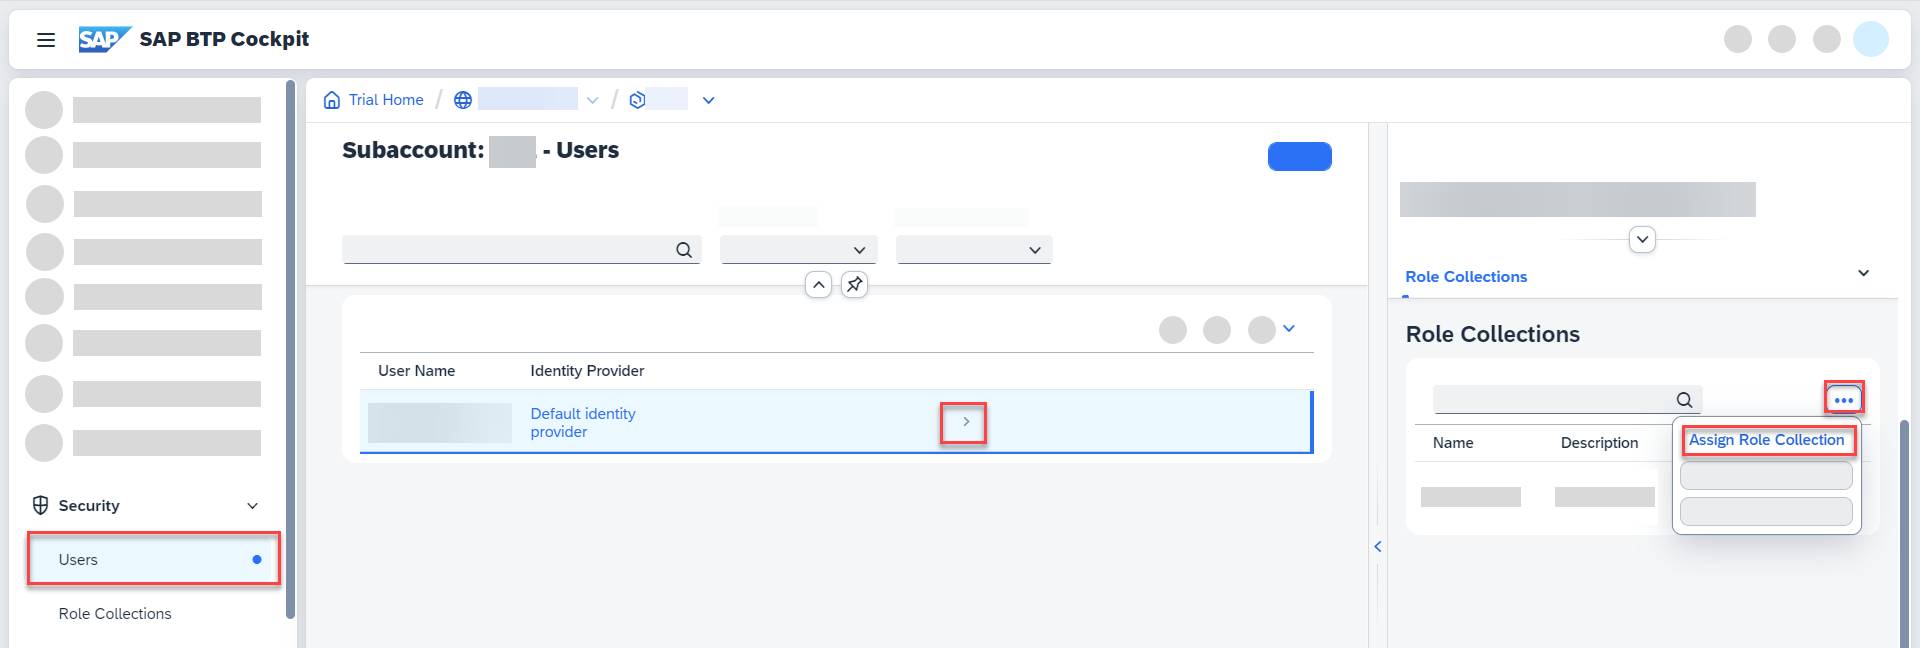 SAP SAP BTP Cockpit
Trial Home / /
Subaccount: - Users
User Name Identity Provider
Default identity
provider
Security
Users
Role Collections
Role Collections
Role Collections
Assign Role Collection
Name Description